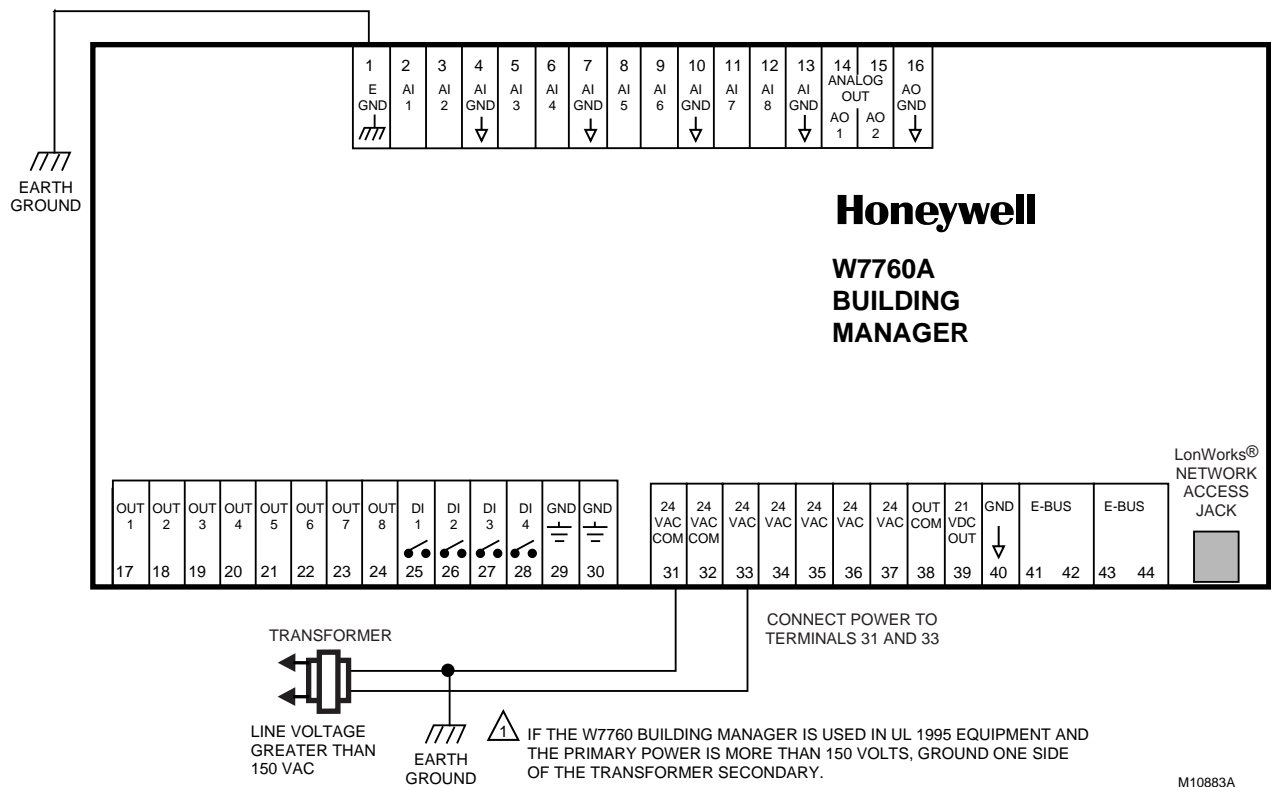 1 2 3 4 5 6 7 8 9 10 11 12 13 14 15 16
E GND
AI 1
AI 2
AI GND
AI 3
AI 4
AI GND
AI 5
AI 6
AI GND
AI 7
AI 8
AI GND
ANALOG OUT
AO 1
AO 2
AO GND
EARTH
GROUND
Honeywell
W7760A
BUILDING
MANAGER
LonWorks®
NETWORK
ACCESS
JACK
OUT 1
OUT 2
OUT 3
OUT 4
OUT 5
OUT 6
OUT 7
OUT 8
DI 1
DI 2
DI 3
DI 4
GND
GND
17 18 19 20 21 22 23 24 25 26 27 28 29 30
24 VAC COM
24 VAC COM
24 VAC
24 VAC
24 VAC
24 VAC
24 VAC
OUT COM
21 VDC OUT
GND
E-BUS
E-BUS
31 32 33 34 35 36 37 38 39 40 41 42 43 44
CONNECT POWER TO
TERMINALS 31 AND 33
TRANSFORMER
LINE VOLTAGE
GREATER THAN
150 VAC
EARTH
GROUND
1 IF THE W7760 BUILDING MANAGER IS USED IN UL 1995 EQUIPMENT AND
THE PRIMARY POWER IS MORE THAN 150 VOLTS, GROUND ONE SIDE
OF THE TRANSFORMER SECONDARY.
M10883A